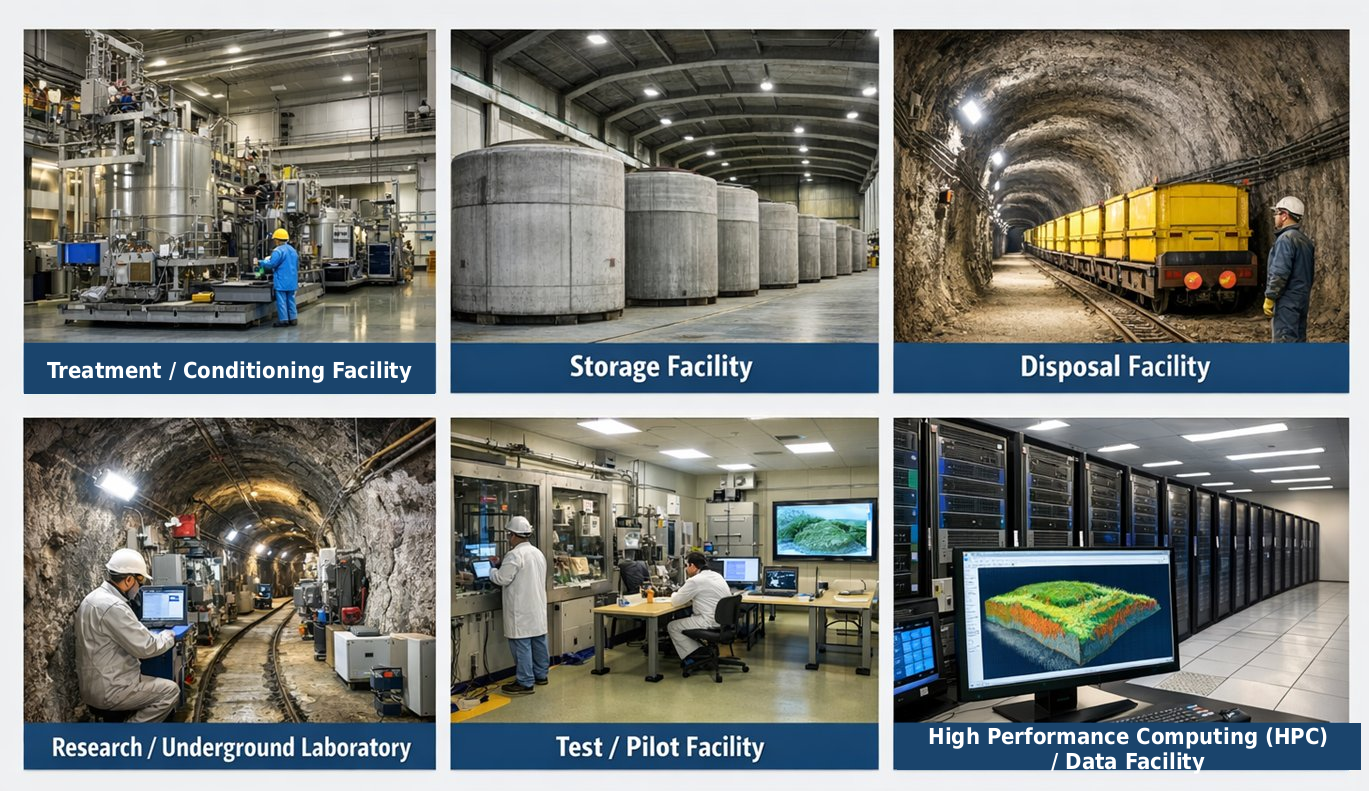 Treatment / Conditioning Facility
Storage Facility
Disposal Facility
Research / Underground Laboratory
Test / Pilot Facility
High Performance Computing (HPC)
/ Data Facility